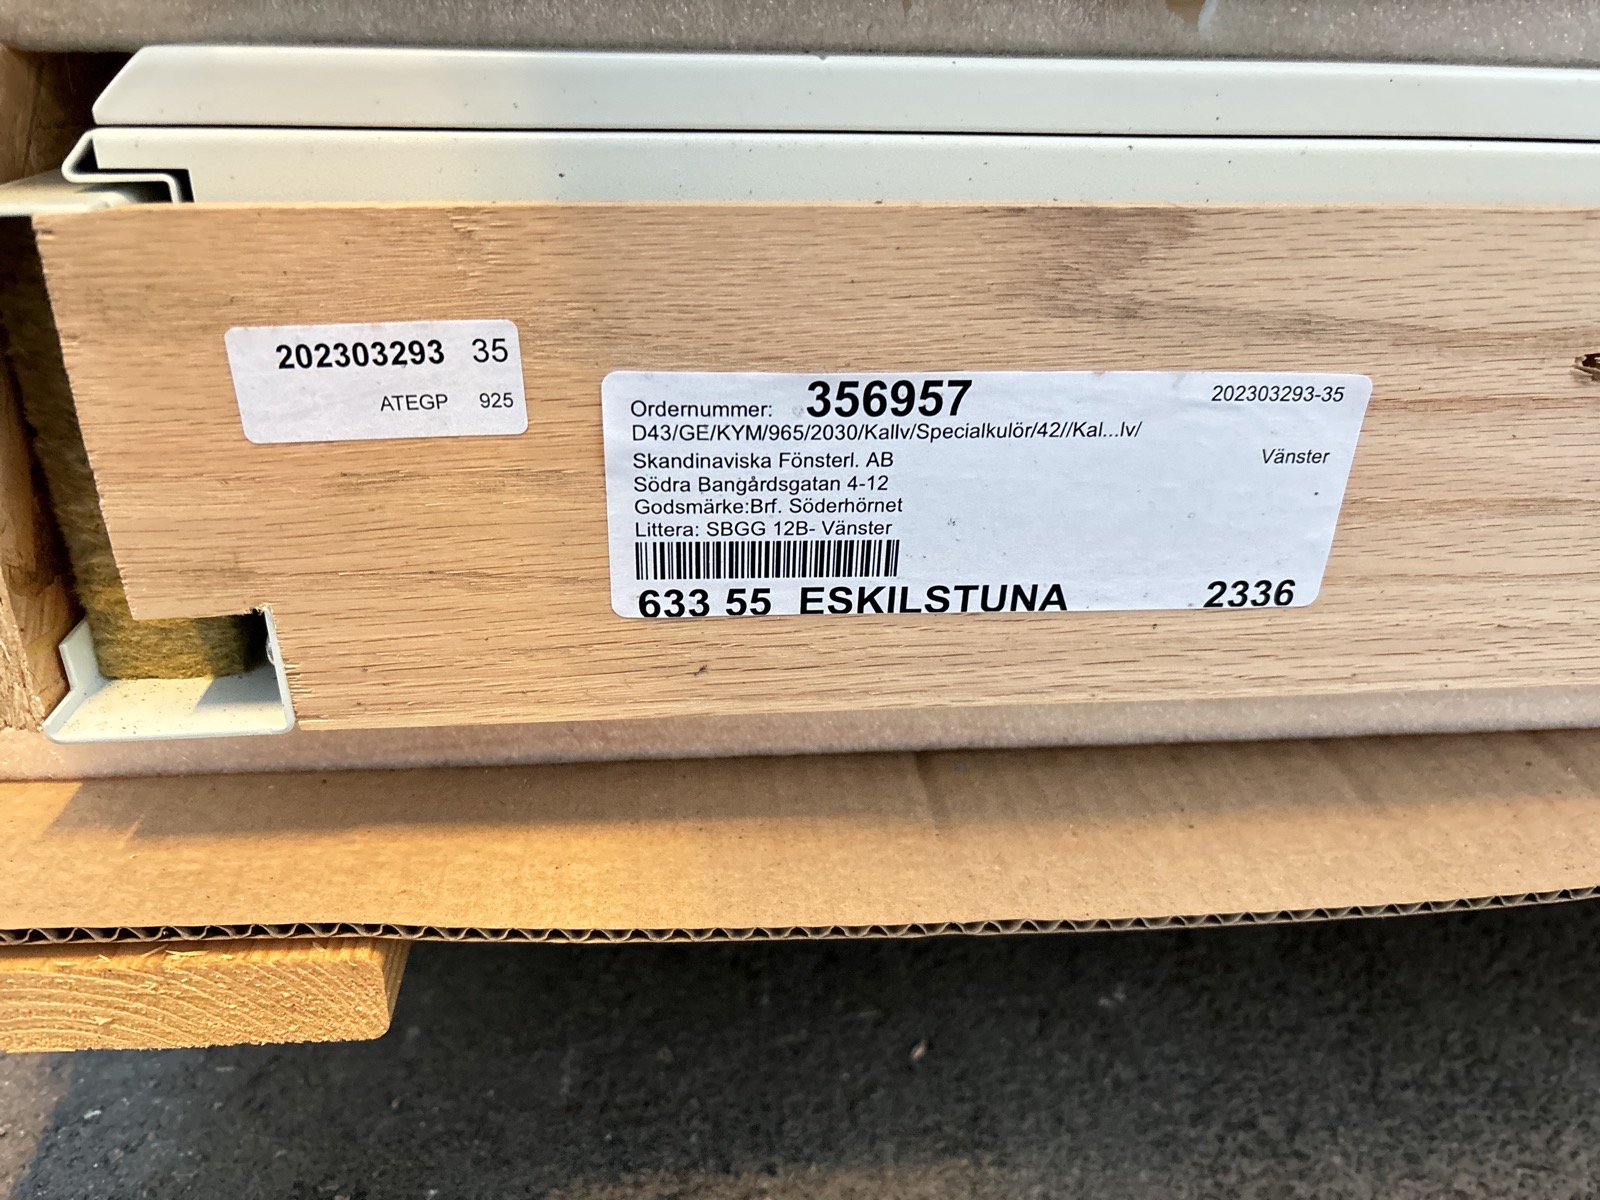 202303293 35
ATEGP 925
Ordernummer: 356957 202303293-35
D43/GE/KYM/965/2030/Kallv/Specialkulör/42//Kal...lv/
Skandinaviska Fönsterl. AB Vänster
Södra Bangårdsgatan 4-12
Godsmärke:Brf. Söderhörnet
Littera: SBGG 12B- Vänster
633 55 ESKILSTUNA 2336